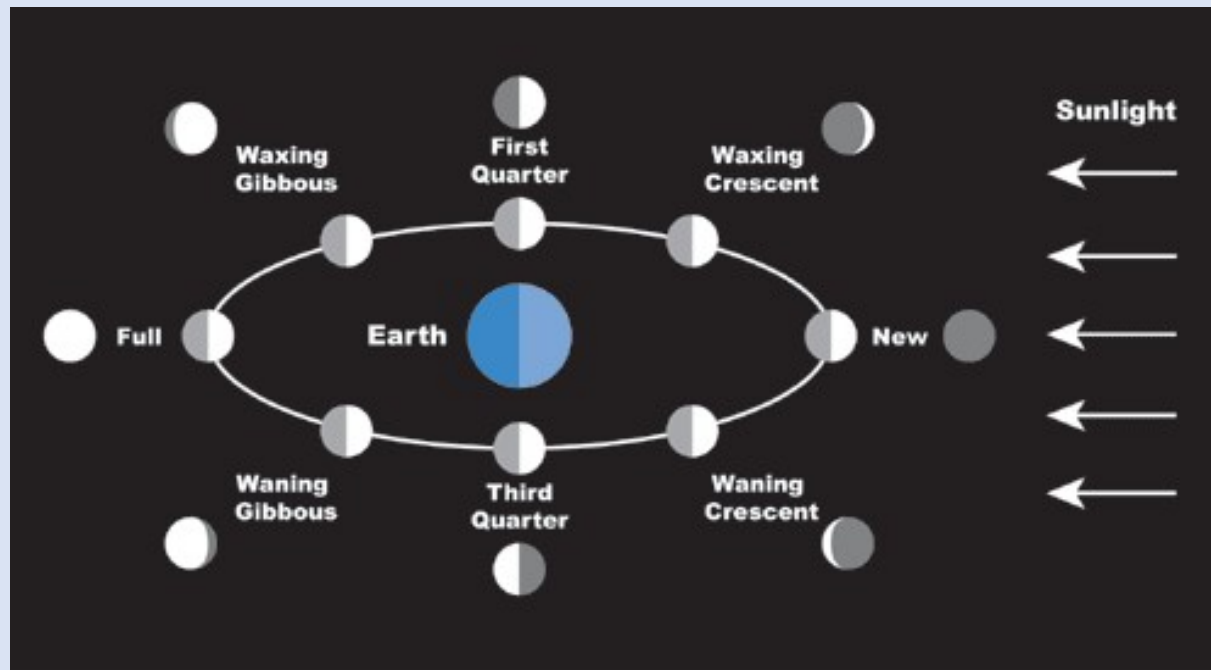 Sunlight
First
Quarter
Waxing
Gibbous
Waxing
Crescent
Full
Earth
New
Waning
Gibbous
Third
Quarter
Waning
Crescent